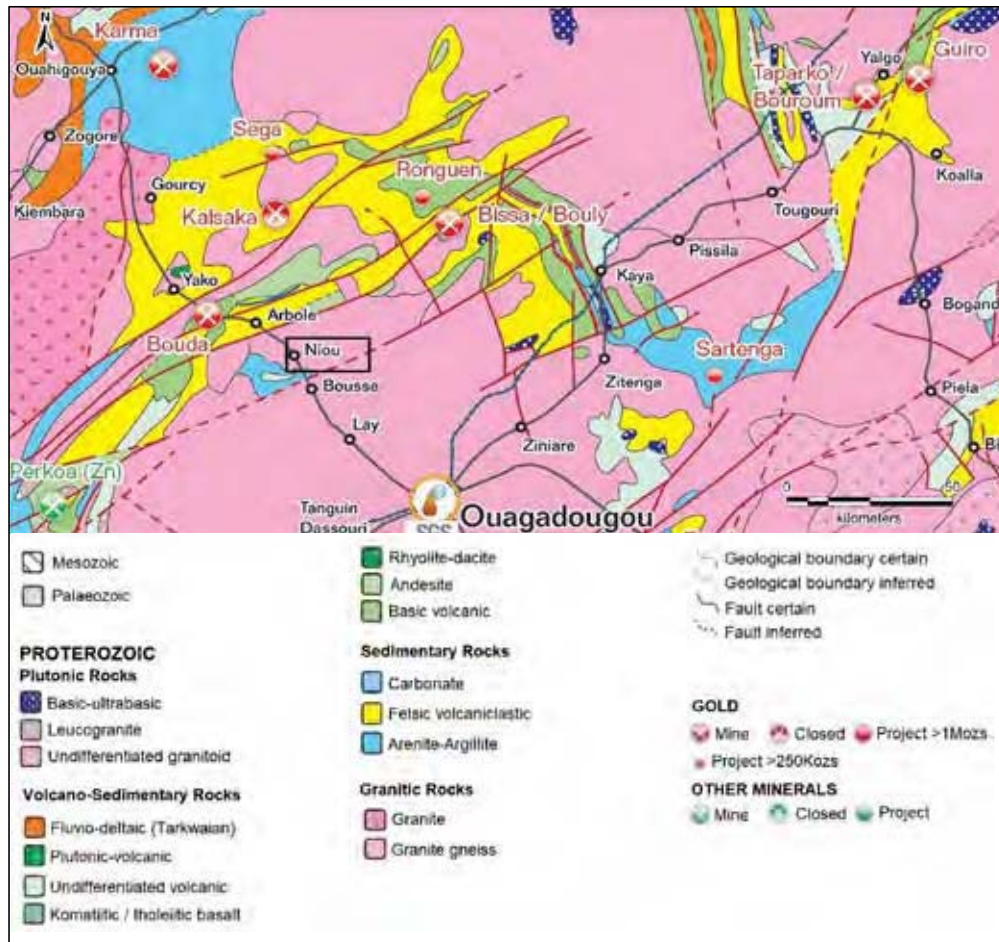 N
Karma
Ouahigouya
Zogore
Kiembara
Gourcy
Sega
Kalsaka
Ronguen
Bissa / Bouly
Yako
Bouda
Arbole
Niou
Bousse
Lay
Perkoa (Zn)
Tanguin
Dassouri
SGS
Ouagadougou
Ziniare
Zitenga
Kaya
Pissila
Tougouri
Taparko /
Bouroum
Yalgo
Guiro
Koalla
Bogand
Sartenga
Piela
Bi
0 50
kilometers
Mesozoic
Palaeozoic
PROTEROZOIC
Plutonic Rocks
Basic-ultrabasic
Leucogranite
Undifferentiated granitoid
Volcano-Sedimentary Rocks
Fluvio-deltaic (Tarkwaian)
Plutonic-volcanic
Undifferentiated volcanic
Komatiitic / tholeiitic basalt
Rhyolite-dacite
Andesite
Basic volcanic
Sedimentary Rocks
Carbonate
Felsic volcaniclastic
Arenite-Argillite
Granitic Rocks
Granite
Granite gneiss
Geological boundary certain
Geological boundary inferred
Fault certain
Fault inferred
GOLD
Mine Closed Project >1Mozs
Project >250Kozs
OTHER MINERALS
Mine Closed Project